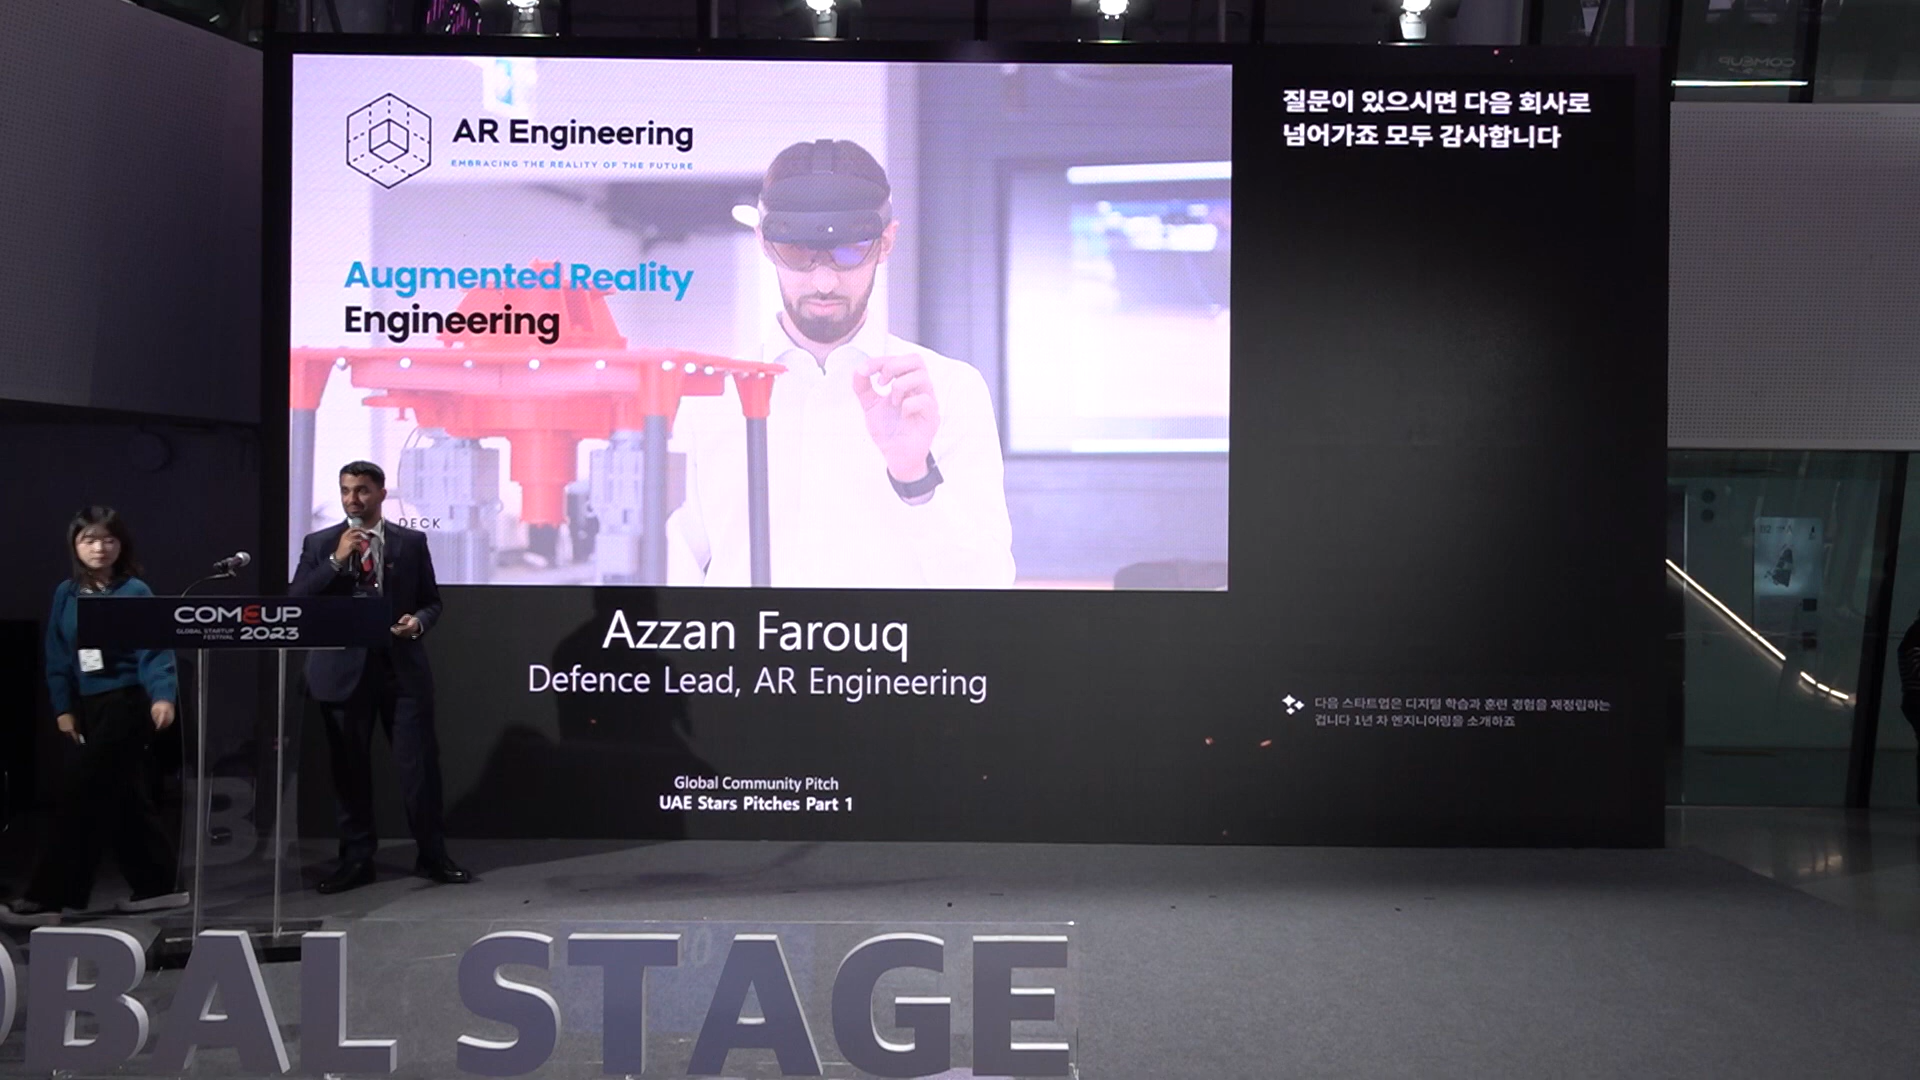 AR Engineering
EMBRACING THE REALITY OF THE FUTURE
Augmented Reality
Engineering
DECK
질문이 있으시면 다음 회사로
넘어가죠 모두 감사합니다
다음 스타트업은 디지털 학습과 훈련 경험을 재정립하는
겁니다 1년 차 엔지니어링을 소개하죠
Azzan Farouq
Defence Lead, AR Engineering
Global Community Pitch
UAE Stars Pitches Part 1
COMEUP
GLOBAL STARTUP
FESTIVAL 2023
OBAL STAGE